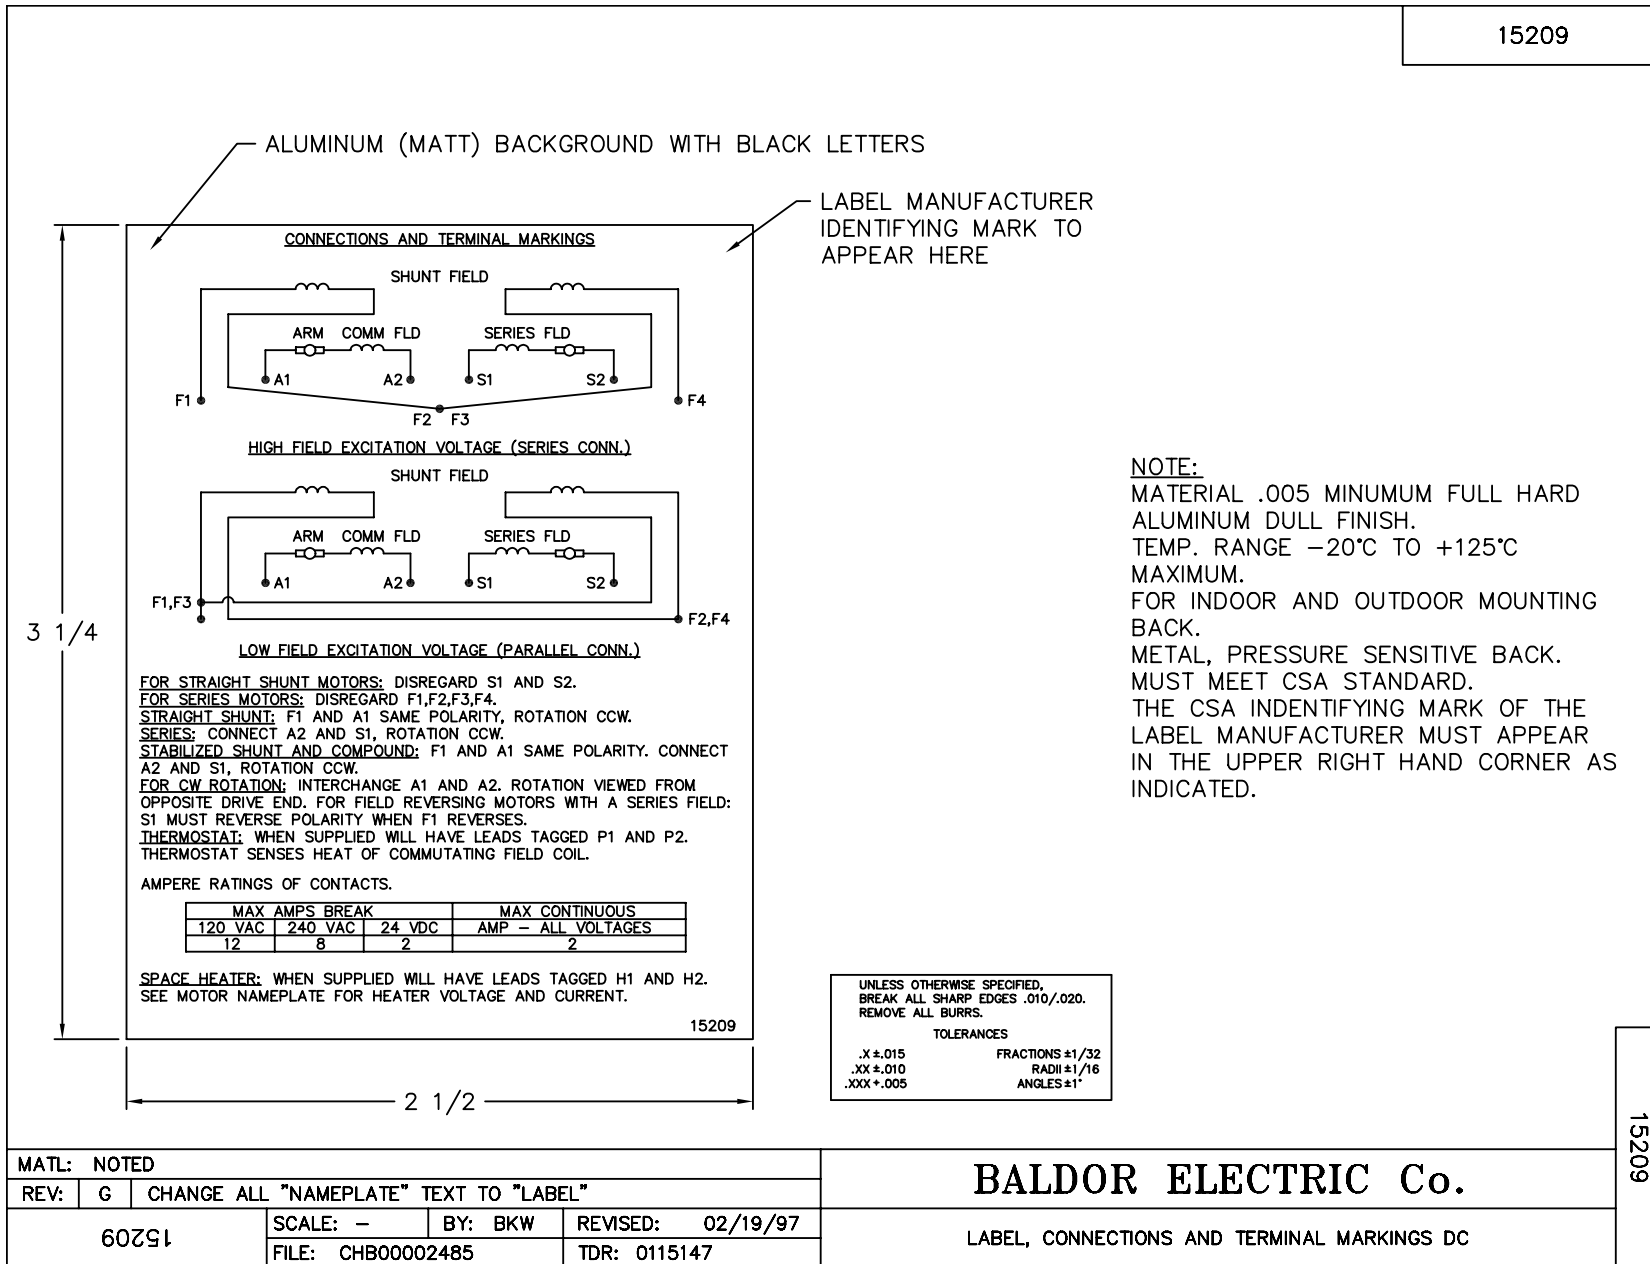 15209
ALUMINUM (MATT) BACKGROUND WITH BLACK LETTERS
LABEL MANUFACTURER
IDENTIFYING MARK TO
APPEAR HERE
CONNECTIONS AND TERMINAL MARKINGS
SHUNT FIELD
ARM COMM FLD SERIES FLD
A1 A2 S1 S2
F1 F4
F2 F3
HIGH FIELD EXCITATION VOLTAGE (SERIES CONN.)
SHUNT FIELD
ARM COMM FLD SERIES FLD
A1 A2 S1 S2
F1,F3
F2,F4
LOW FIELD EXCITATION VOLTAGE (PARALLEL CONN.)
FOR STRAIGHT SHUNT MOTORS: DISREGARD S1 AND S2.
FOR SERIES MOTORS: DISREGARD F1,F2,F3,F4.
STRAIGHT SHUNT: F1 AND A1 SAME POLARITY, ROTATION CCW.
SERIES: CONNECT A2 AND S1, ROTATION CCW.
STABILIZED SHUNT AND COMPOUND: F1 AND A1 SAME POLARITY. CONNECT
A2 AND S1, ROTATION CCW.
FOR CW ROTATION: INTERCHANGE A1 AND A2. ROTATION VIEWED FROM
OPPOSITE DRIVE END. FOR FIELD REVERSING MOTORS WITH A SERIES FIELD:
S1 MUST REVERSE POLARITY WHEN F1 REVERSES.
THERMOSTAT: WHEN SUPPLIED WILL HAVE LEADS TAGGED P1 AND P2.
THERMOSTAT SENSES HEAT OF COMMUTATING FIELD COIL.
AMPERE RATINGS OF CONTACTS.
MAX AMPS BREAK MAX CONTINUOUS
120 VAC 240 VAC 24 VDC AMP - ALL VOLTAGES
12 8 2 2
SPACE HEATER: WHEN SUPPLIED WILL HAVE LEADS TAGGED H1 AND H2.
SEE MOTOR NAMEPLATE FOR HEATER VOLTAGE AND CURRENT.
15209
3 1/4
2 1/2
NOTE:
MATERIAL .005 MINUMUM FULL HARD
ALUMINUM DULL FINISH.
TEMP. RANGE -20°C TO +125°C
MAXIMUM.
FOR INDOOR AND OUTDOOR MOUNTING
BACK.
METAL, PRESSURE SENSITIVE BACK.
MUST MEET CSA STANDARD.
THE CSA INDENTIFYING MARK OF THE
LABEL MANUFACTURER MUST APPEAR
IN THE UPPER RIGHT HAND CORNER AS
INDICATED.
UNLESS OTHERWISE SPECIFIED,
BREAK ALL SHARP EDGES .010/.020.
REMOVE ALL BURRS.
TOLERANCES
.X ±.015 FRACTIONS ±1/32
.XX ±.010 RADII ±1/16
.XXX +.005 ANGLES ±1°
15209
MATL: NOTED
REV: G CHANGE ALL "NAMEPLATE" TEXT TO "LABEL"
15209
SCALE: - BY: BKW REVISED: 02/19/97
FILE: CHB00002485 TDR: 0115147
BALDOR ELECTRIC Co.
LABEL, CONNECTIONS AND TERMINAL MARKINGS DC